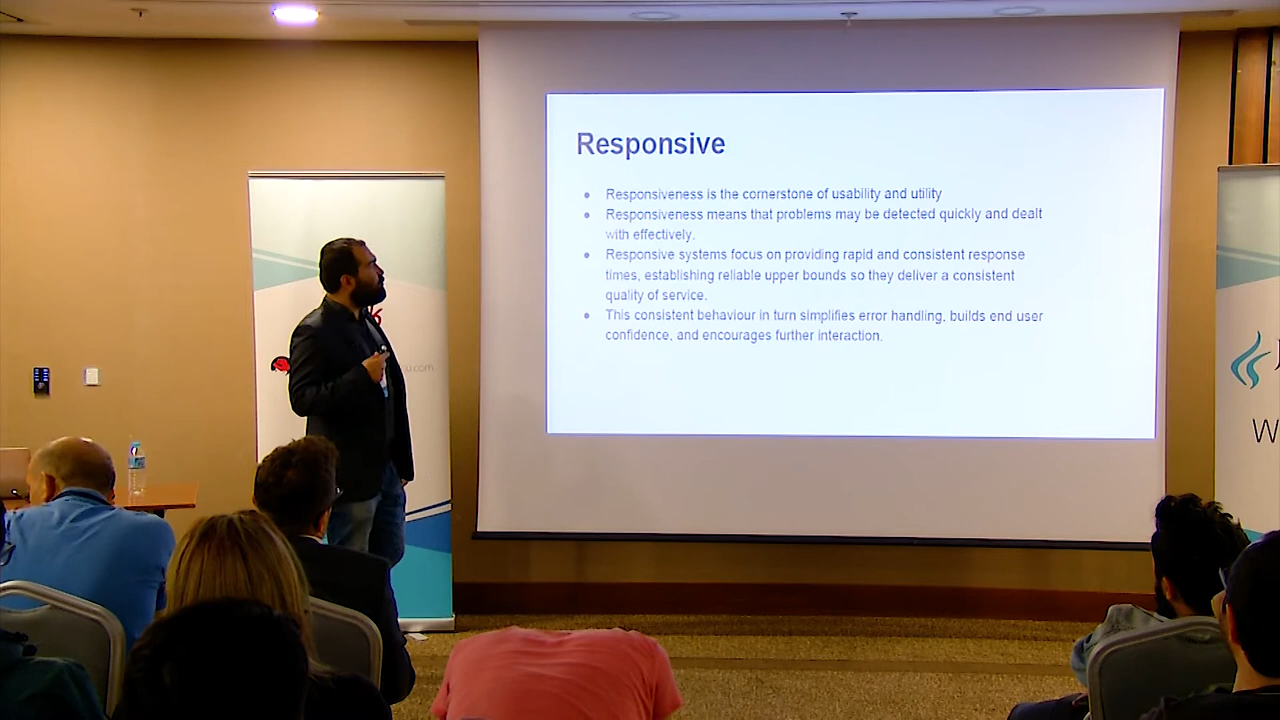 Responsive
● Responsiveness is the cornerstone of usability and utility
● Responsiveness means that problems may be detected quickly and dealt
with effectively.
● Responsive systems focus on providing rapid and consistent response
times, establishing reliable upper bounds so they deliver a consistent
quality of service.
● This consistent behaviour in turn simplifies error handling, builds end user
confidence, and encourages further interaction.
u.com
W